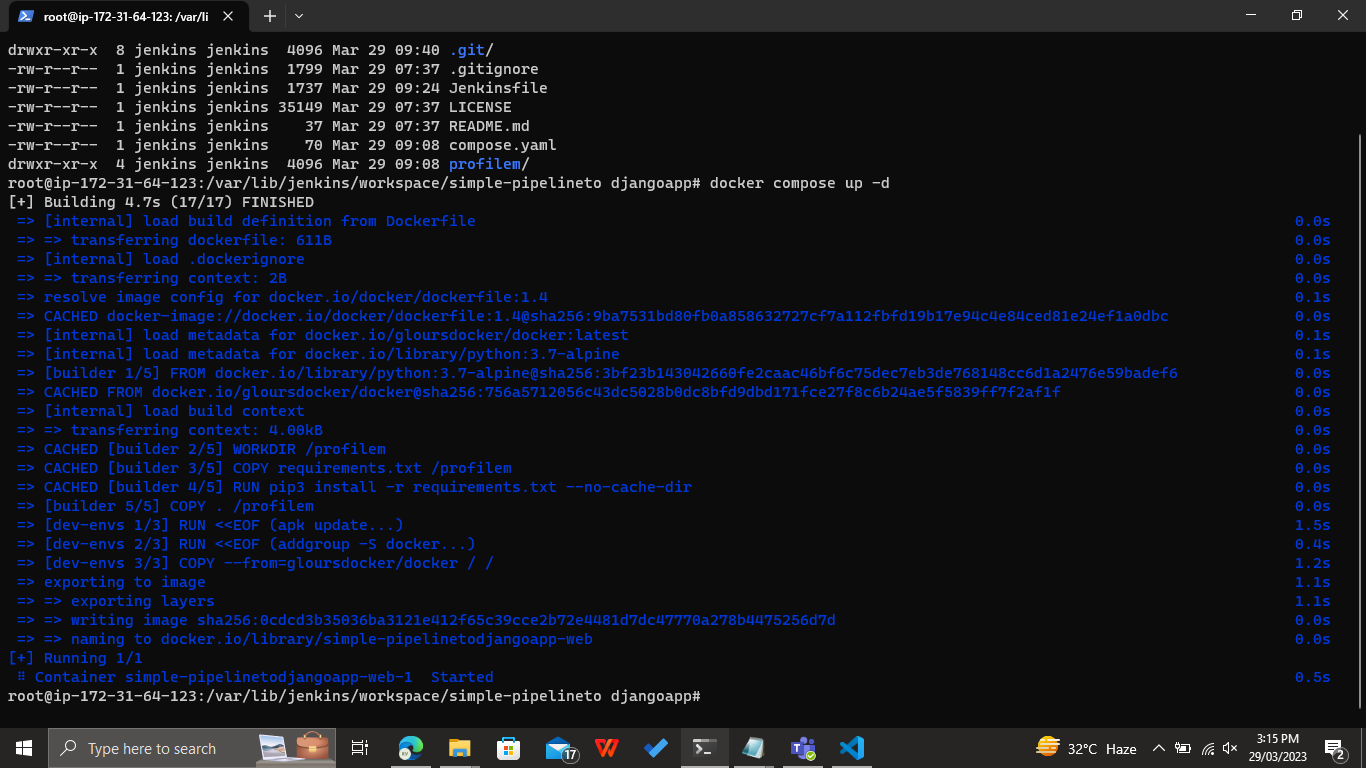 root@ip-172-31-64-123: /var/li
drwxr-xr-x  8 jenkins jenkins  4096 Mar 29 09:40 .git/
-rw-r--r--  1 jenkins jenkins  1799 Mar 29 07:37 .gitignore
-rw-r--r--  1 jenkins jenkins  1737 Mar 29 09:24 Jenkinsfile
-rw-r--r--  1 jenkins jenkins 35149 Mar 29 07:37 LICENSE
-rw-r--r--  1 jenkins jenkins    37 Mar 29 07:37 README.md
-rw-r--r--  1 jenkins jenkins    70 Mar 29 09:08 compose.yaml
drwxr-xr-x  4 jenkins jenkins  4096 Mar 29 09:08 profilem/
root@ip-172-31-64-123:/var/lib/jenkins/workspace/simple-pipelineto djangoapp# docker compose up -d
[+] Building 4.7s (17/17) FINISHED
=> [internal] load build definition from Dockerfile 0.0s
=> => transferring dockerfile: 611B 0.0s
=> [internal] load .dockerignore 0.0s
=> => transferring context: 2B 0.0s
=> resolve image config for docker.io/docker/dockerfile:1.4 0.1s
=> CACHED docker-image://docker.io/docker/dockerfile:1.4@sha256:9ba7531bd80fb0a858632727cf7a112fbfd19b17e94c4e84ced81e24ef1a0dbc 0.0s
=> [internal] load metadata for docker.io/gloursdocker/docker:latest 0.1s
=> [internal] load metadata for docker.io/library/python:3.7-alpine 0.1s
=> [builder 1/5] FROM docker.io/library/python:3.7-alpine@sha256:3bf23b143042660fe2caac46bf6c75dec7eb3de768148cc6d1a2476e59badef6 0.0s
=> CACHED FROM docker.io/gloursdocker/docker@sha256:756a5712056c43dc5028b0dc8bfd9dbd171fce27f8c6b24ae5f5839ff7f2af1f 0.0s
=> [internal] load build context 0.0s
=> => transferring context: 4.00kB 0.0s
=> CACHED [builder 2/5] WORKDIR /profilem 0.0s
=> CACHED [builder 3/5] COPY requirements.txt /profilem 0.0s
=> CACHED [builder 4/5] RUN pip3 install -r requirements.txt --no-cache-dir 0.0s
=> [builder 5/5] COPY . /profilem 0.0s
=> [dev-envs 1/3] RUN <<EOF (apk update...) 1.5s
=> [dev-envs 2/3] RUN <<EOF (addgroup -S docker...) 0.4s
=> [dev-envs 3/3] COPY --from=gloursdocker/docker / / 1.2s
=> exporting to image 1.1s
=> => exporting layers 1.1s
=> => writing image sha256:0cdcd3b35036ba3121e412f65c39cce2b72e4481d7dc47770a278b4475256d7d 0.0s
=> => naming to docker.io/library/simple-pipelinetodjangoapp-web 0.0s
[+] Running 1/1
⠿ Container simple-pipelinetodjangoapp-web-1  Started 0.5s
root@ip-172-31-64-123:/var/lib/jenkins/workspace/simple-pipelineto djangoapp#
Type here to search
17
32°C Haze
3:15 PM
29/03/2023
2